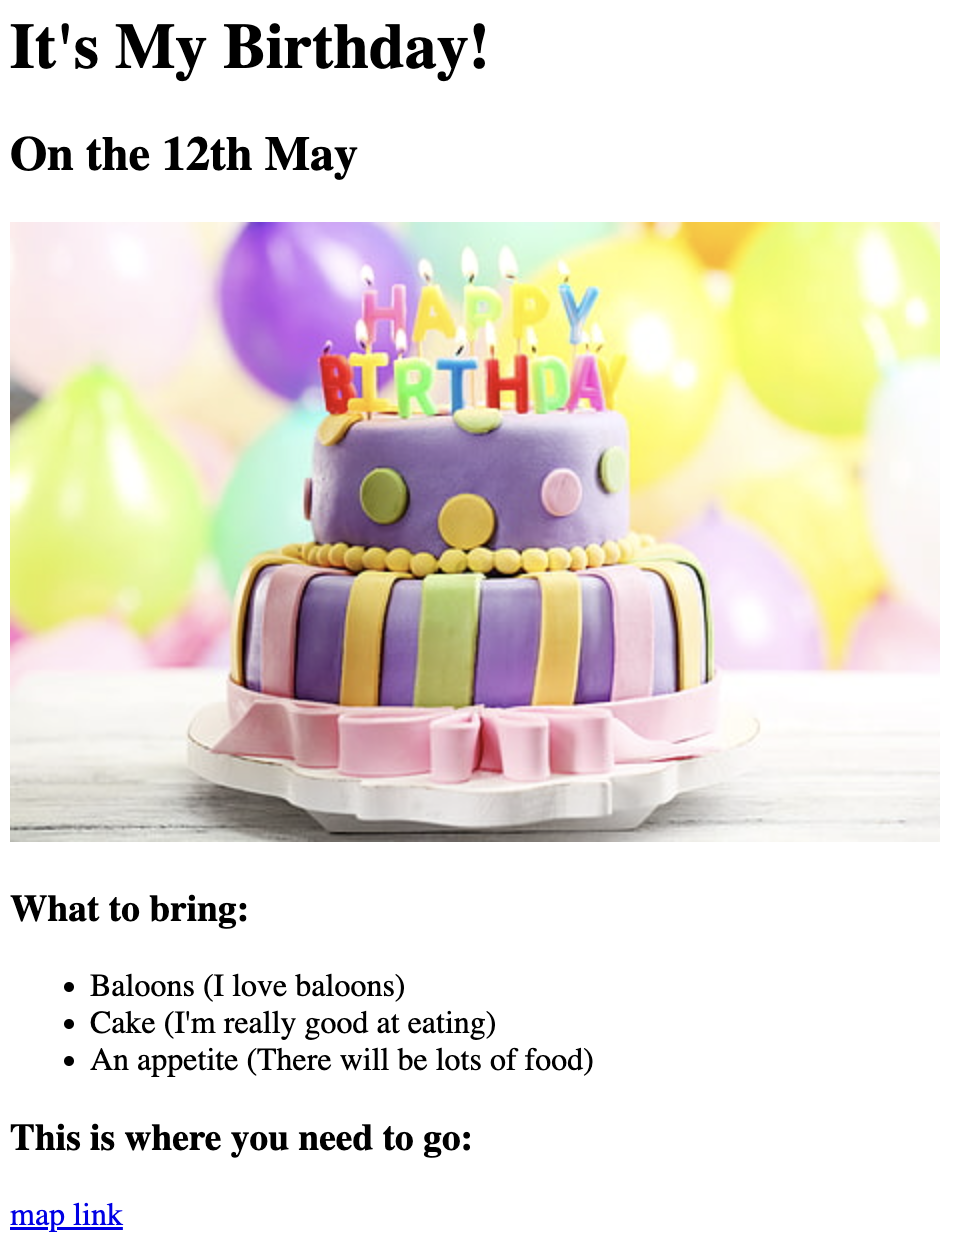 It's My Birthday!
On the 12th May
HAPPY
BIRTHDAY
What to bring:
Baloons (I love baloons)
Cake (I'm really good at eating)
An appetite (There will be lots of food)
This is where you need to go:
map link